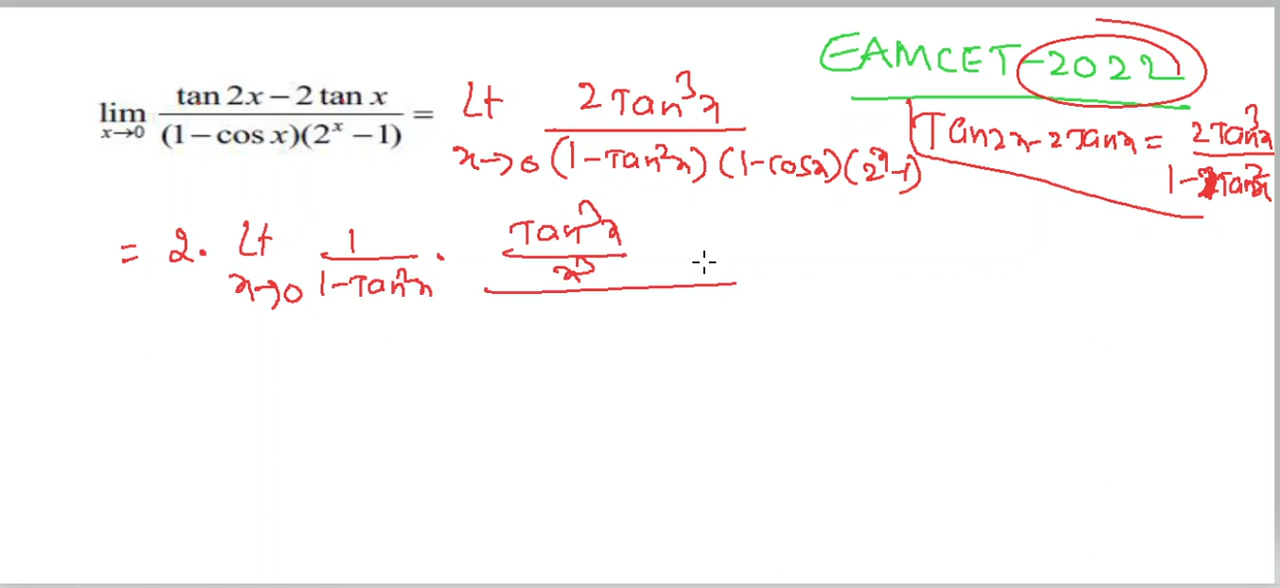 EAMCET-2022
lim x→0 (tan 2x − 2 tan x) / ((1 − cos x)(2^x − 1)) = Lt x→0 2Tan³x / ((1-Tan²x)(1-cosx)(2^x-1))
Tan2x-2Tanx = 2Tan³x / 1-Tan²x
= 2. Lt x→0 1 / 1-Tan²x . Tan³x / x³